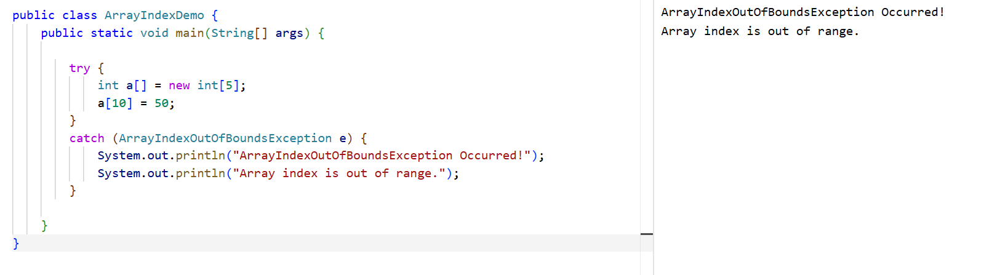 public class ArrayIndexDemo {
    public static void main(String[] args) {

        try {
            int a[] = new int[5];
            a[10] = 50;
        }
        catch (ArrayIndexOutOfBoundsException e) {
            System.out.println("ArrayIndexOutOfBoundsException Occurred!");
            System.out.println("Array index is out of range.");
        }

    }
}
ArrayIndexOutOfBoundsException Occurred!
Array index is out of range.